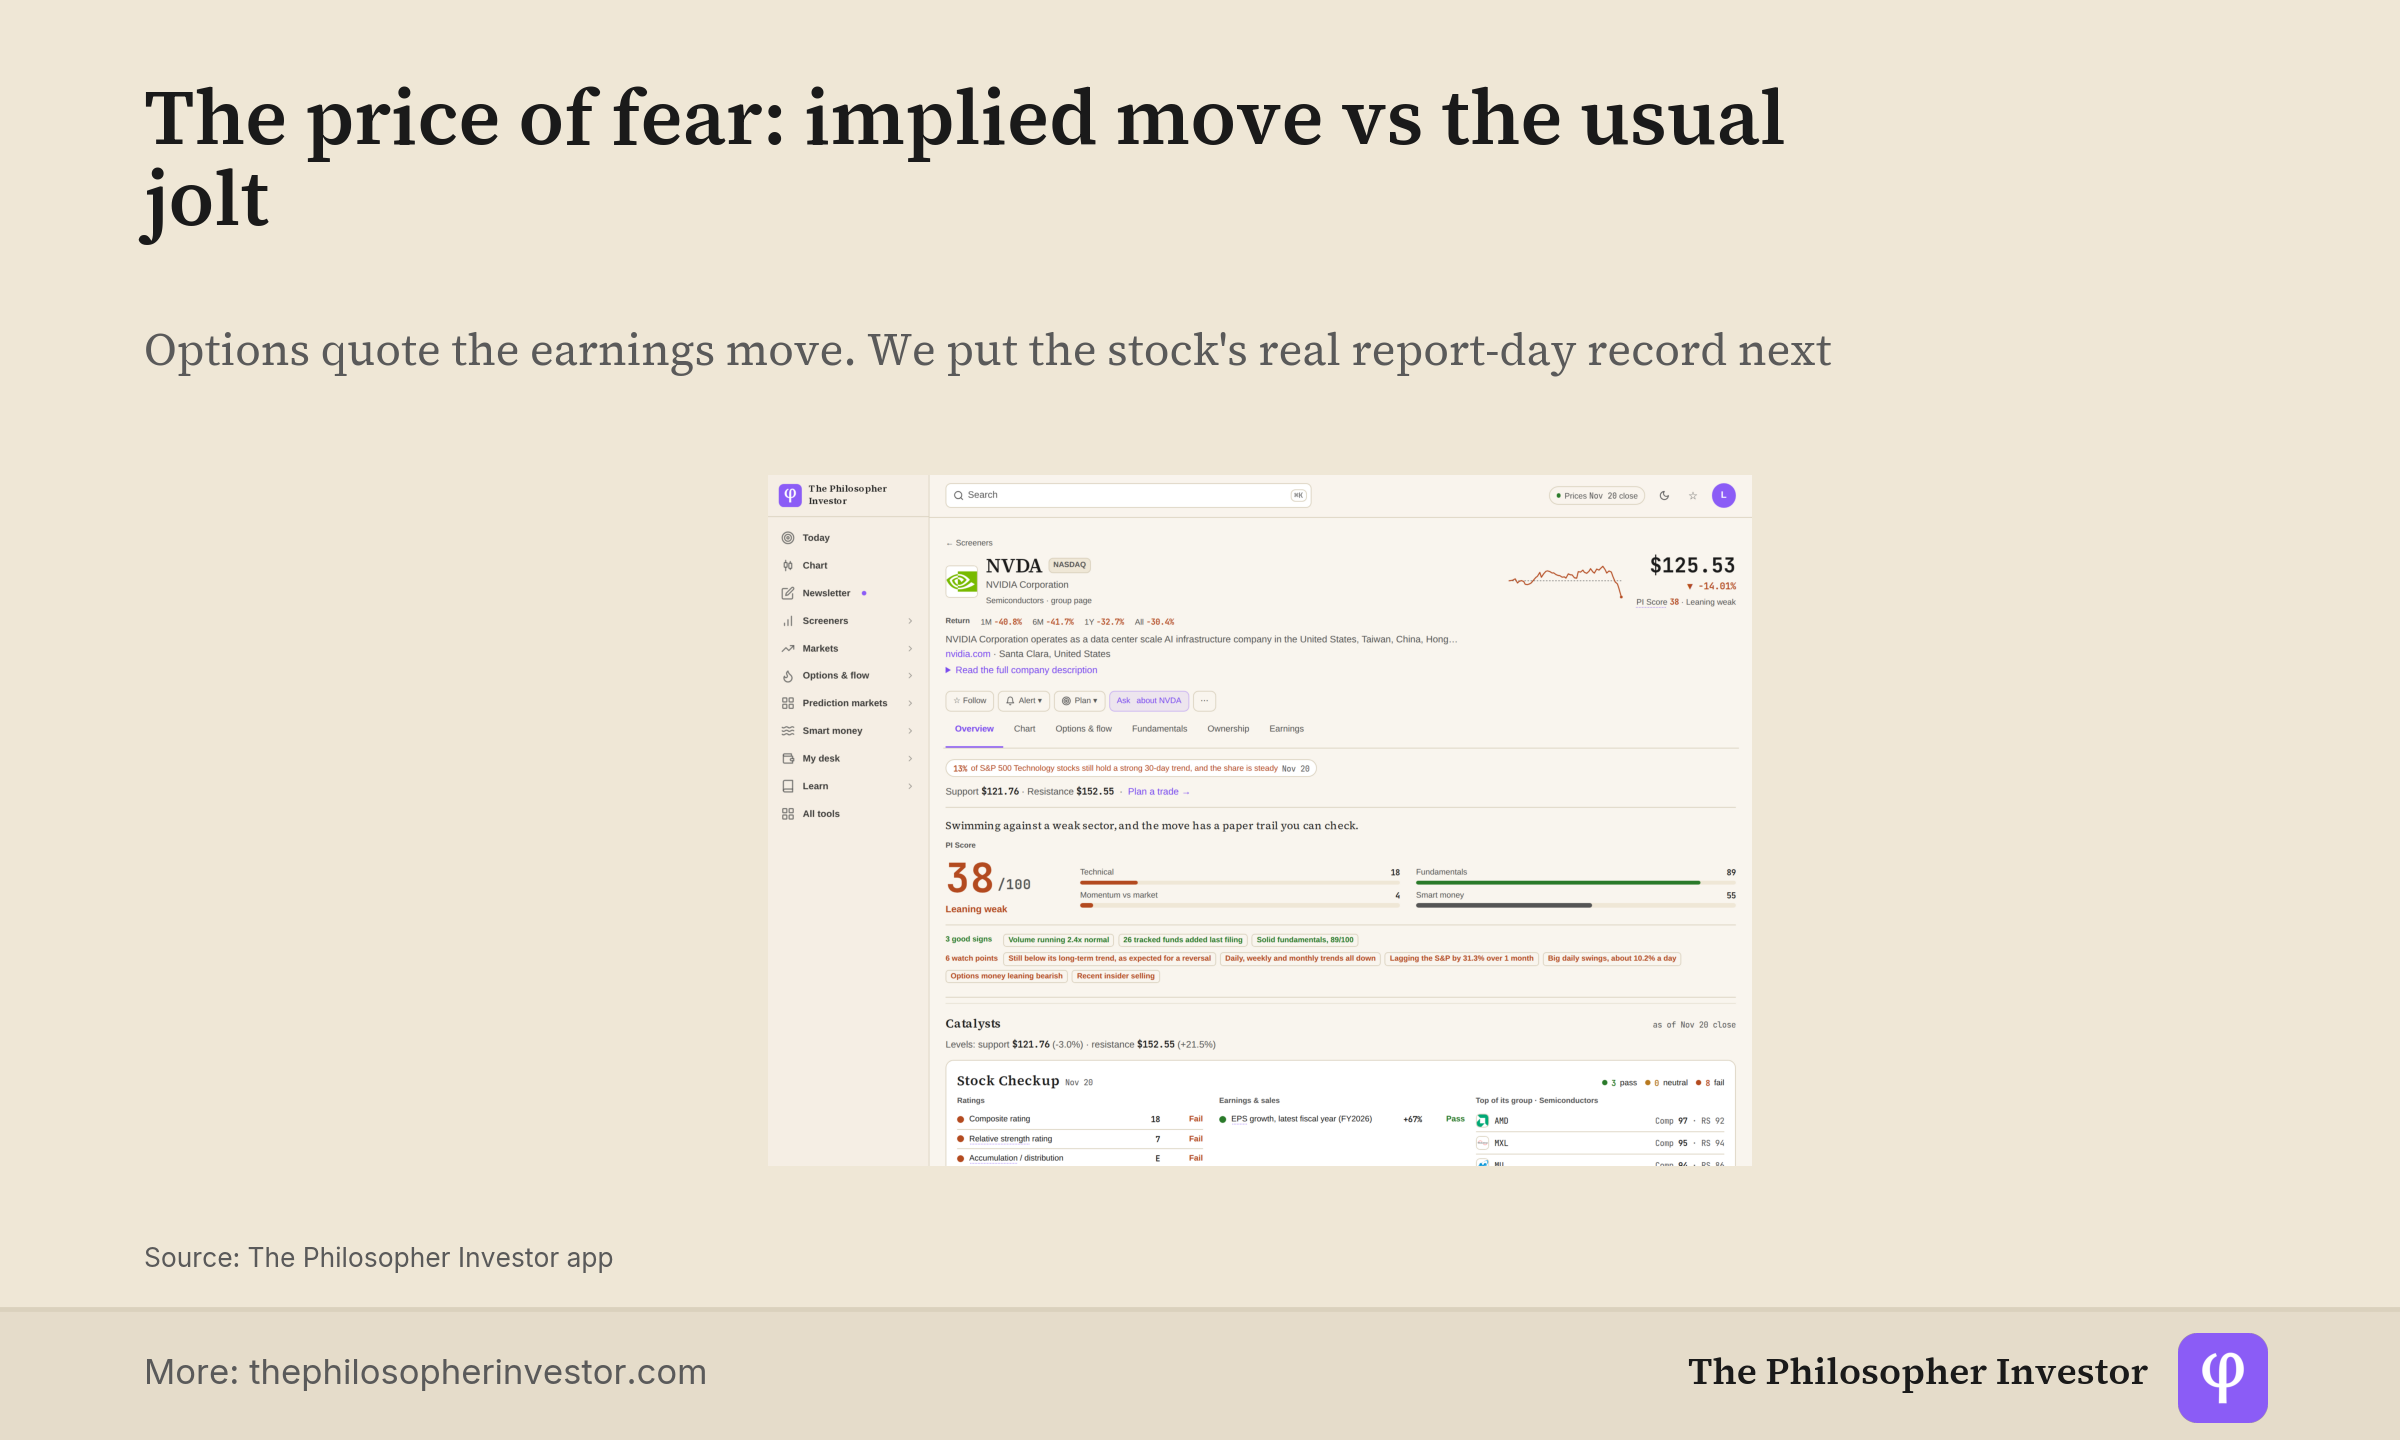 The price of fear: implied move vs the usual
jolt
Options quote the earnings move. We put the stock's real report-day record next
The Philosopher
Investor
Search
⌘K
Prices Nov 20 close
L
Today
Chart
Newsletter
Screeners
Markets
Options & flow
Prediction markets
Smart money
My desk
Learn
All tools
← Screeners
NVDA NASDAQ
NVIDIA Corporation
Semiconductors · group page
$125.53
▼ -14.01%
PI Score 38 · Leaning weak
Return 1M -40.8% 6M -41.7% 1Y -32.7% All -30.4%
NVIDIA Corporation operates as a data center scale AI infrastructure company in the United States, Taiwan, China, Hong…
nvidia.com · Santa Clara, United States
▶ Read the full company description
☆ Follow Alert ▾ Plan ▾ Ask about NVDA ···
Overview Chart Options & flow Fundamentals Ownership Earnings
13% of S&P 500 Technology stocks still hold a strong 30-day trend, and the share is steady Nov 20
Support $121.76 · Resistance $152.55 · Plan a trade →
Swimming against a weak sector, and the move has a paper trail you can check.
PI Score
38 /100
Leaning weak
Technical 18
Fundamentals 89
Momentum vs market 4
Smart money 55
3 good signs Volume running 2.4x normal 26 tracked funds added last filing Solid fundamentals, 89/100
6 watch points Still below its long-term trend, as expected for a reversal Daily, weekly and monthly trends all down Lagging the S&P by 31.3% over 1 month Big daily swings, about 10.2% a day
Options money leaning bearish Recent insider selling
Catalysts as of Nov 20 close
Levels: support $121.76 (-3.0%) · resistance $152.55 (+21.5%)
Stock Checkup Nov 20 3 pass 0 neutral 8 fail
Ratings
Composite rating 18 Fail
Relative strength rating 7 Fail
Accumulation / distribution E Fail
Earnings & sales
EPS growth, latest fiscal year (FY2026) +67% Pass
Top of its group · Semiconductors
AMD Comp 97 · RS 92
MXL Comp 95 · RS 94
MU Comp 94 · RS 86
Source: The Philosopher Investor app
More: thephilosopherinvestor.com
The Philosopher Investor
φ